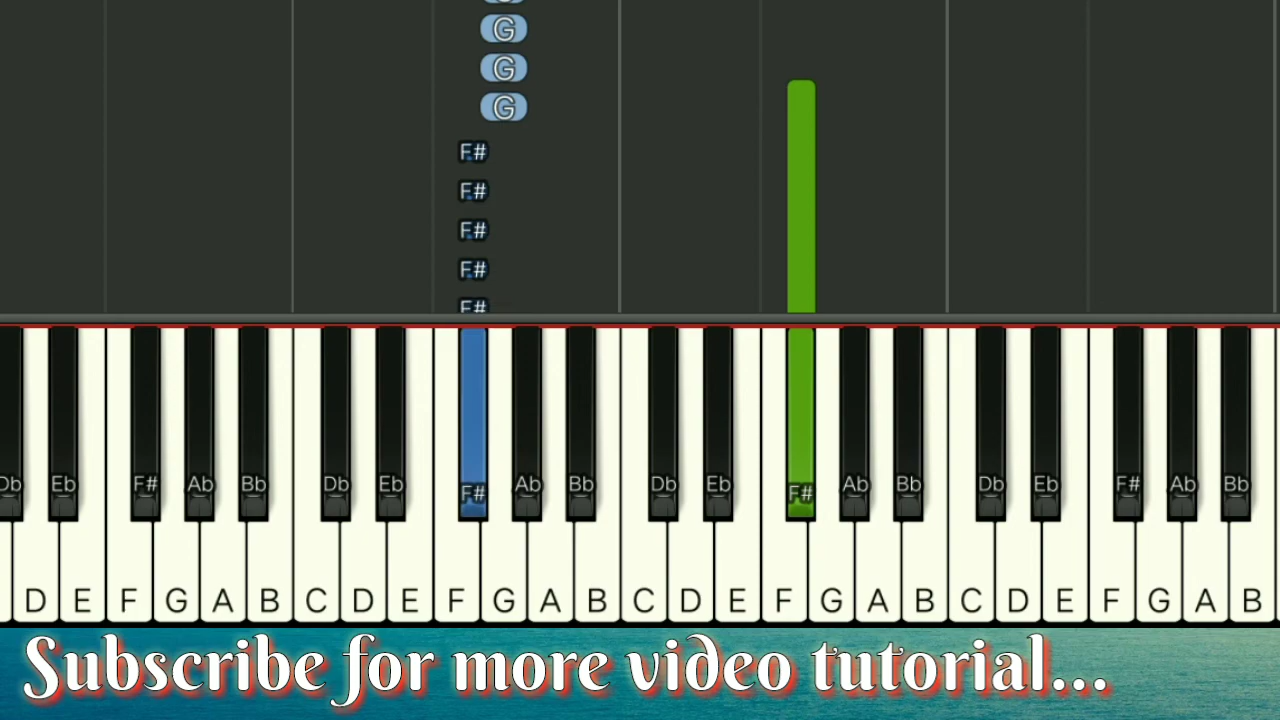 G
G
G
G
F#
F#
F#
F#
F#
Db Eb F# Ab Bb Db Eb F# Ab Bb Db Eb F# Ab Bb Db Eb F# Ab Bb
D E F G A B C D E F G A B C D E F G A B C D E F G A B
Subscribe for more video tutorial...